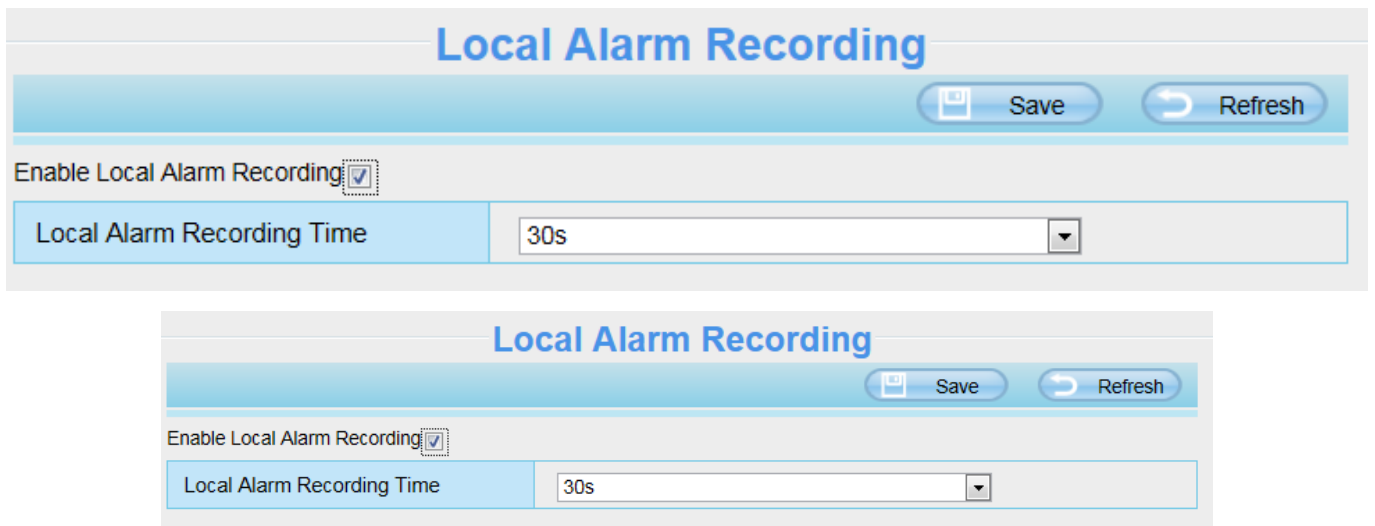 Local Alarm Recording
Save Refresh
Enable Local Alarm Recording
Local Alarm Recording Time 30s
Local Alarm Recording
Save Refresh
Enable Local Alarm Recording
Local Alarm Recording Time 30s